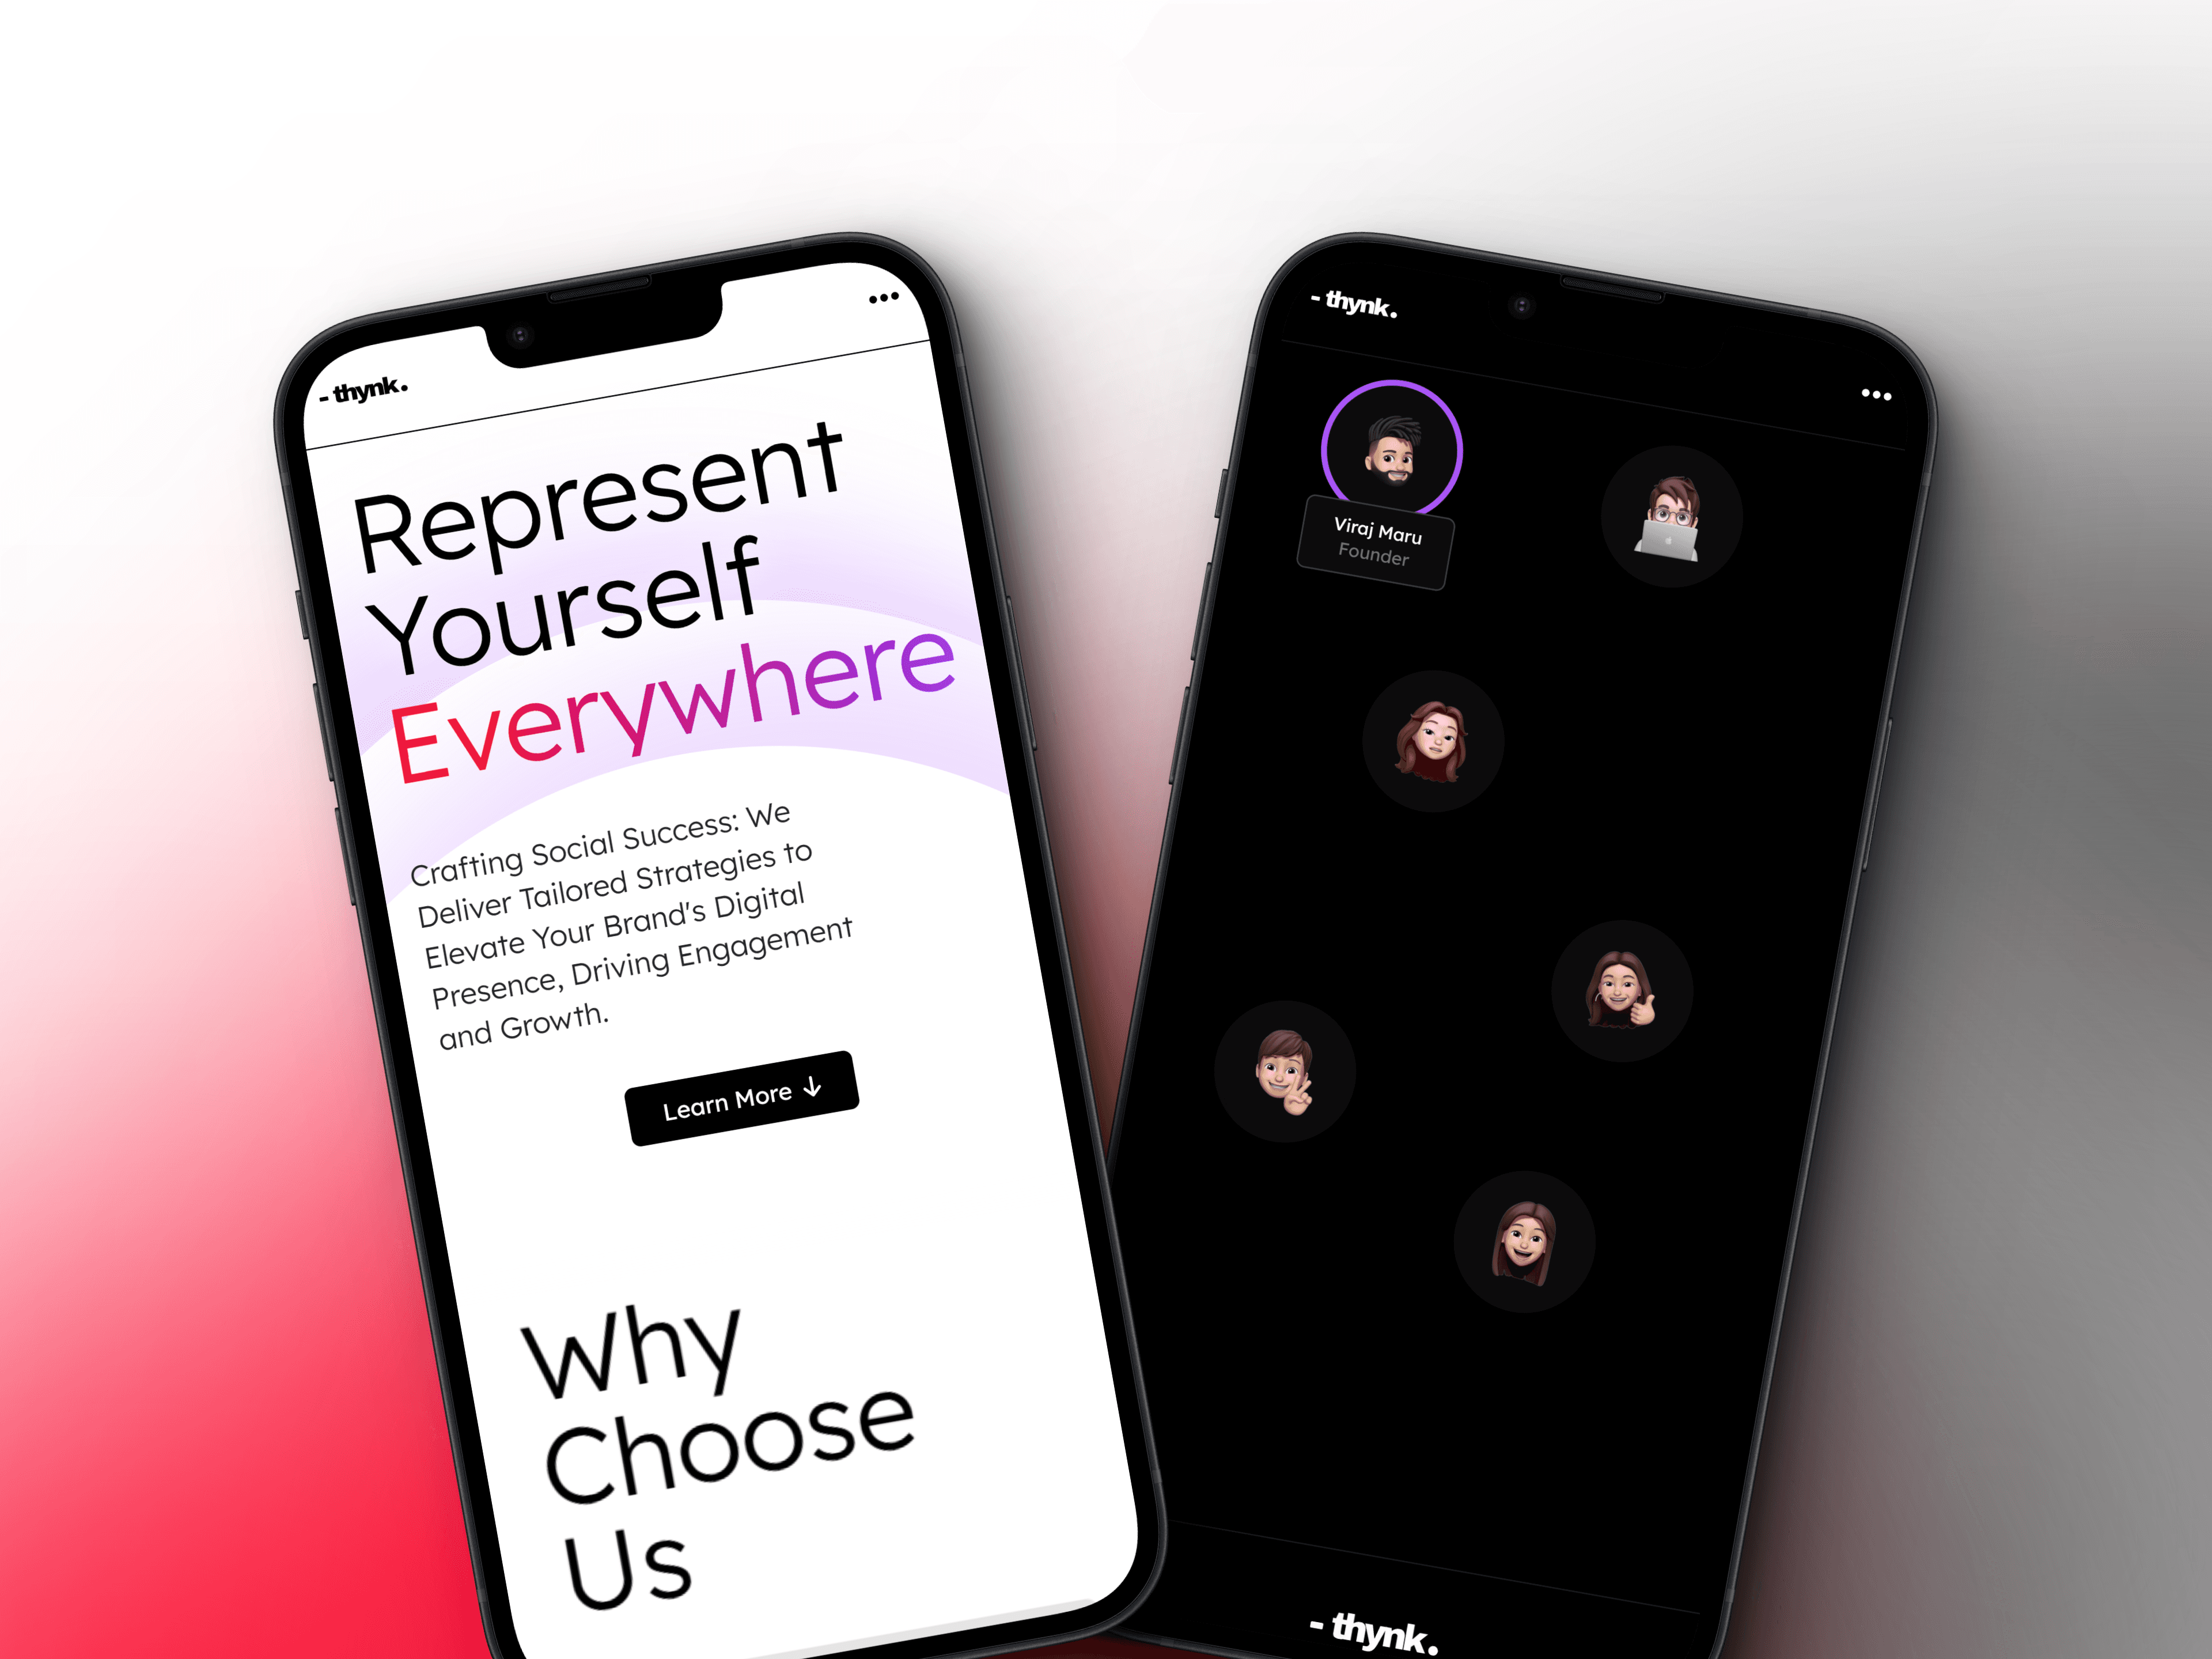 - thynk.
Represent
Yourself
Everywhere
Crafting Social Success: We
Deliver Tailored Strategies to
Elevate Your Brand's Digital
Presence, Driving Engagement
and Growth.
Learn More ↓
Why
Choose
Us
- thynk.
Viraj Maru
Founder
- thynk.